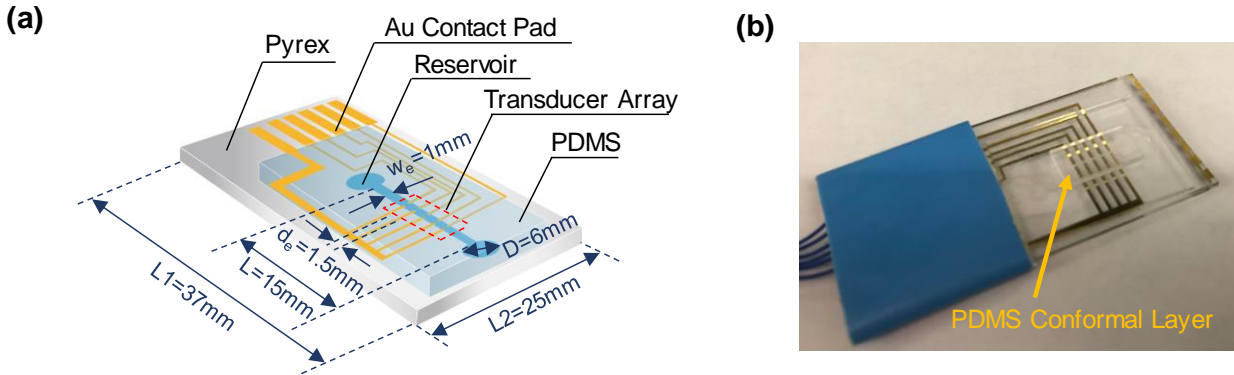 (a)
Au Contact Pad
Pyrex
Reservoir
Transducer Array
PDMS
wₑ=1mm
dₑ=1.5mm
D=6mm
L=15mm
L1=37mm
L2=25mm
(b)
PDMS Conformal Layer